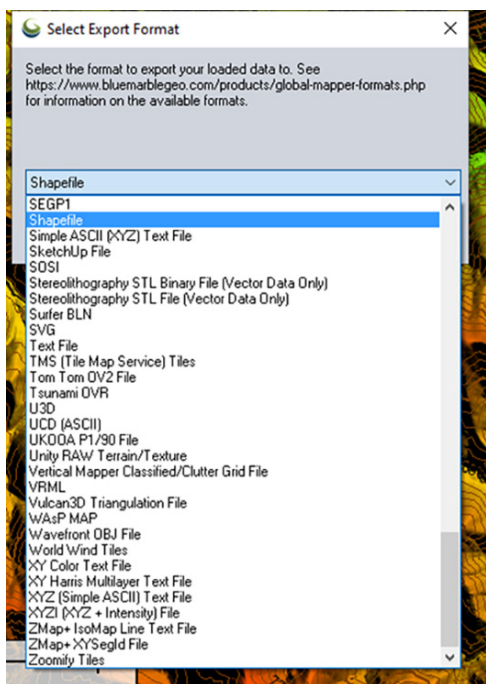 Select Export Format
Select the format to export your loaded data to. See
https://www.bluemarblegeo.com/products/global-mapper-formats.php
for information on the available formats.
Shapefile
SEGP1
Shapefile
Simple ASCII (XYZ) Text File
SketchUp File
SOSI
Stereolithography STL Binary File (Vector Data Only)
Stereolithography STL File (Vector Data Only)
Surfer BLN
SVG
Text File
TMS (Tile Map Service) Tiles
Tom Tom OV2 File
Tsunami OVR
U3D
UCD (ASCII)
UKOOA P1/90 File
Unity RAW Terrain/Texture
Vertical Mapper Classified/Clutter Grid File
VRML
Vulcan3D Triangulation File
WAsP MAP
Wavefront OBJ File
World Wind Tiles
XY Color Text File
XY Harris Multilayer Text File
XYZ (Simple ASCII) Text File
XYZI (XYZ + Intensity) File
ZMap+ IsoMap Line Text File
ZMap+ XYSegId File
Zoomify Tiles